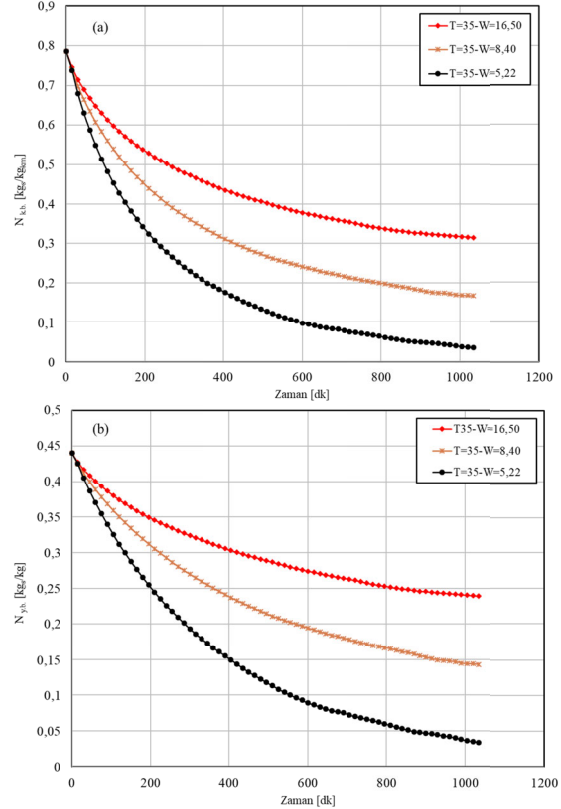 0,9
(a)
T=35-W=16,50
T=35-W=8,40
T=35-W=5,22
0,8
0,7
0,6
0,5
0,4
0,3
0,2
0,1
0
N k.b. [kgs/kgkm]
0 200 400 600 800 1000 1200
Zaman [dk]
0,5
(b)
T35-W=16,50
T=35-W=8,40
T=35-W=5,22
0,45
0,4
0,35
0,3
0,25
0,2
0,15
0,1
0,05
0
N y.b. [kgs/kg]
0 200 400 600 800 1000 1200
Zaman [dk]